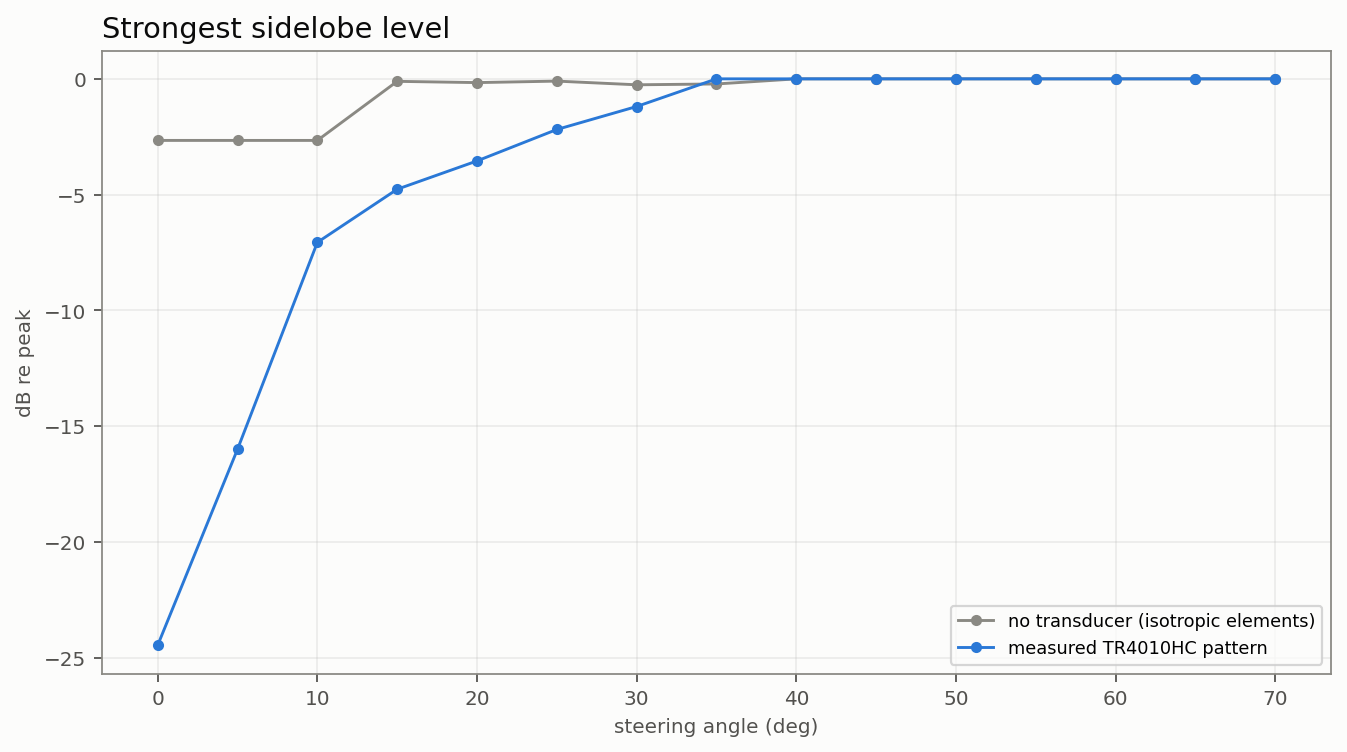 Strongest sidelobe level
dB re peak
0
−5
−10
−15
−20
−25
0 10 20 30 40 50 60 70
steering angle (deg)
no transducer (isotropic elements)
measured TR4010HC pattern